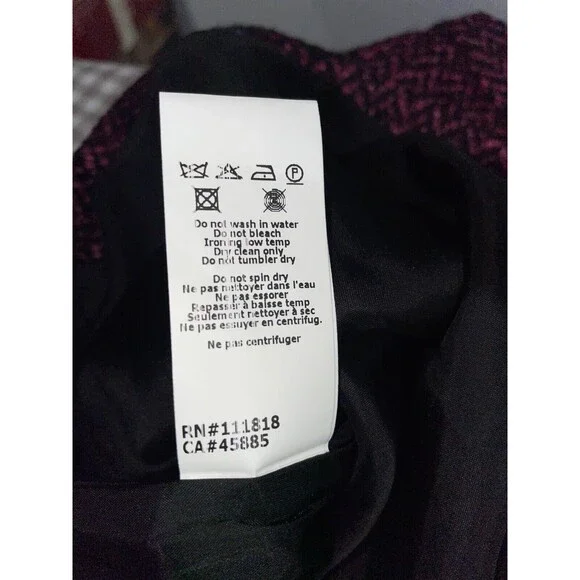 P
Do not wash in water
Do not bleach
Ironing low temp
Dry clean only
Do not tumbler dry
Do not spin dry
Ne pas nettoyer dans l'eau
Ne pas essorer
Repasser à baisse temp
Seulement nettoyer à sec
Ne pas essuyer en centrifug.
Ne pas centrifuger
RN#111818
CA#45885